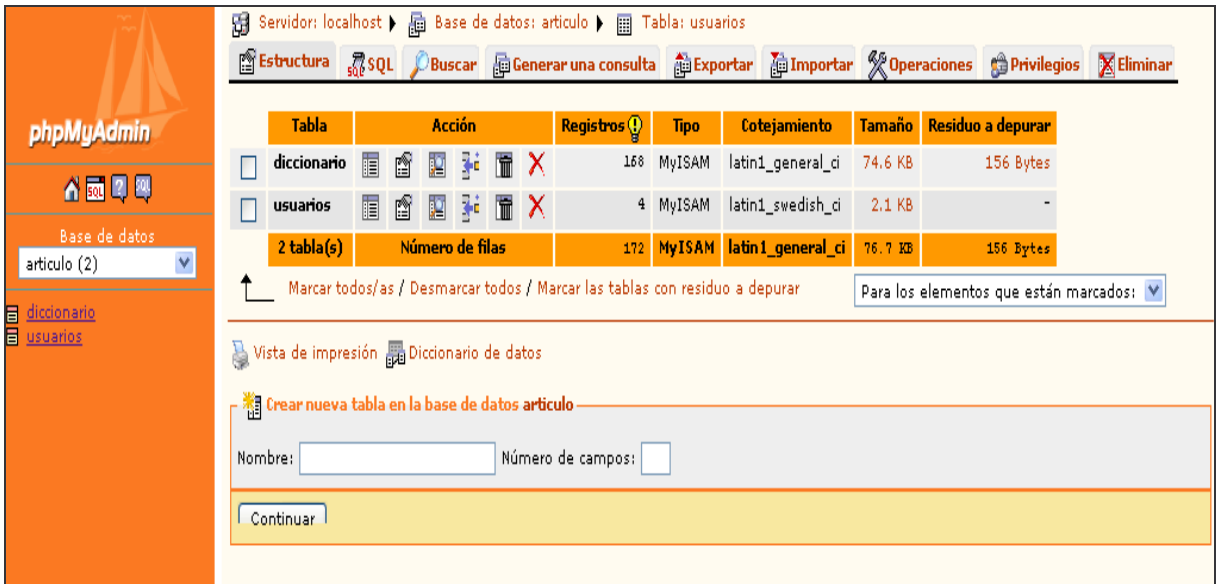 Servidor: localhost Base de datos: articulo Tabla: usuarios
Estructura SQL Buscar Generar una consulta Exportar Importar Operaciones Privilegios Eliminar
phpMyAdmin
SQL ? SQL
Base de datos
articulo (2)
diccionario
usuarios
Tabla Acción Registros Tipo Cotejamiento Tamaño Residuo a depurar
diccionario 168 MyISAM latin1_general_ci 74.6 KB 156 Bytes
usuarios 4 MyISAM latin1_swedish_ci 2.1 KB -
2 tabla(s) Número de filas 172 MyISAM latin1_general_ci 76.7 KB 156 Bytes
Marcar todos/as / Desmarcar todos / Marcar las tablas con residuo a depurar Para los elementos que están marcados:
Vista de impresión Diccionario de datos
Crear nueva tabla en la base de datos articulo
Nombre: Número de campos:
Continuar